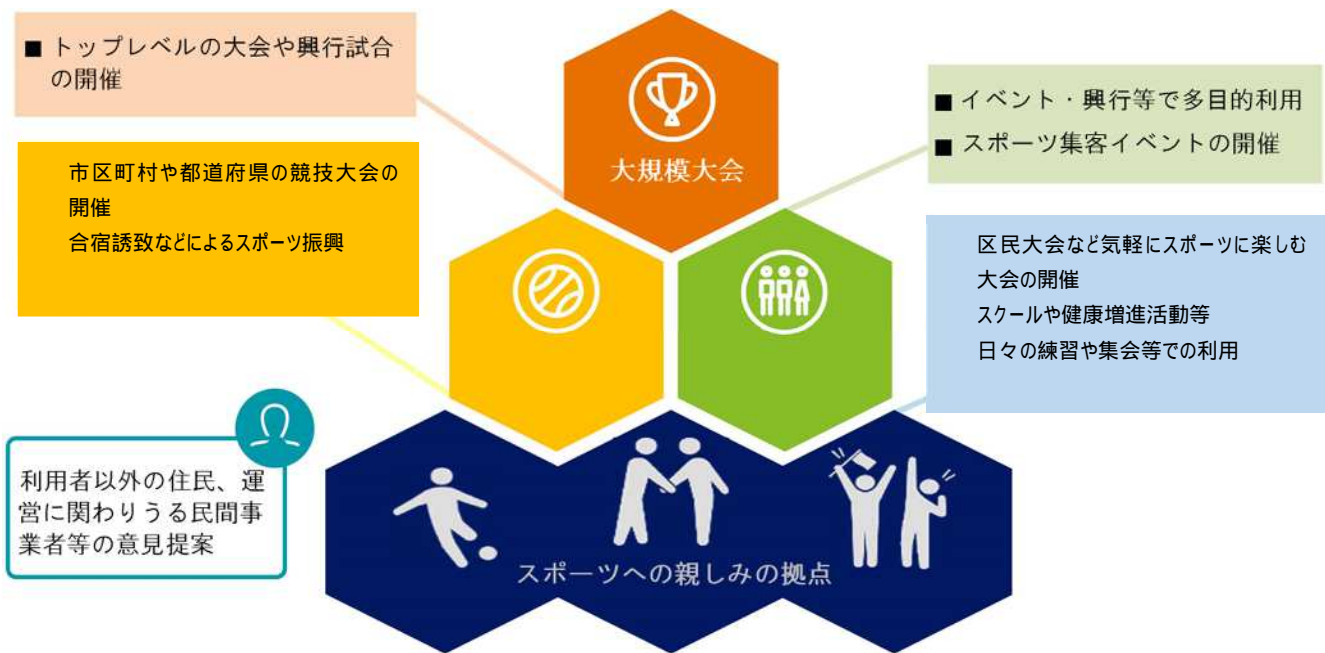 ■ トップレベルの大会や興行試合
の開催
大規模大会
■ イベント・興行等で多目的利用
■ スポーツ集客イベントの開催
市区町村や都道府県の競技大会の
開催
合宿誘致などによるスポーツ振興
区民大会など気軽にスポーツに楽しむ
大会の開催
スクールや健康増進活動等
日々の練習や集会等での利用
利用者以外の住民、運
営に関わりうる民間事
業者等の意見提案
スポーツへの親しみの拠点